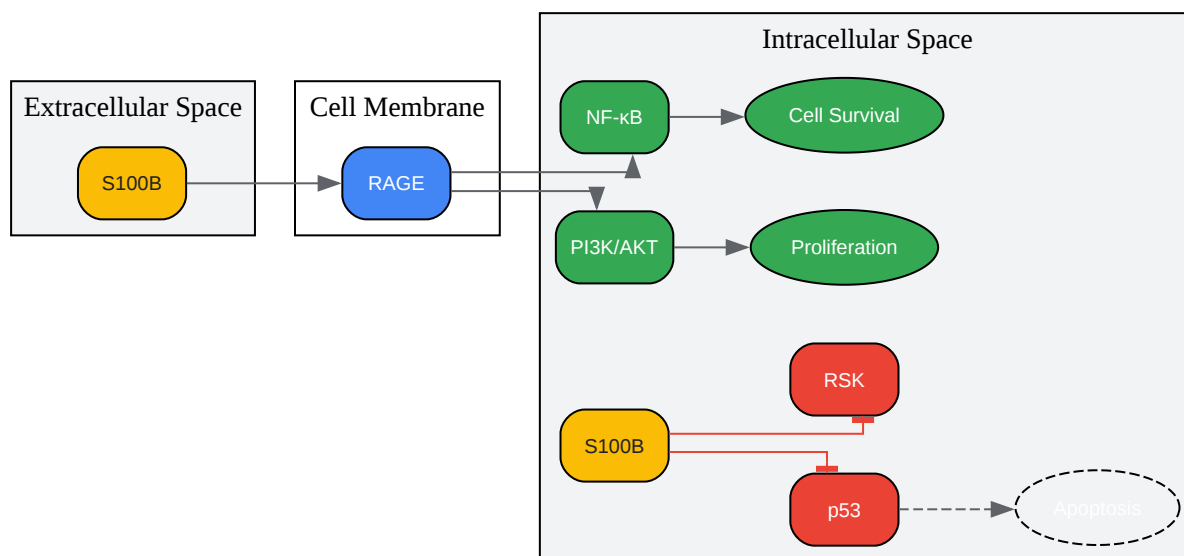 Intracellular Space
Extracellular Space
Cell Membrane
NF-κB
Cell Survival
S100B
RAGE
PI3K/AKT
Proliferation
RSK
S100B
p53
Apoptosis